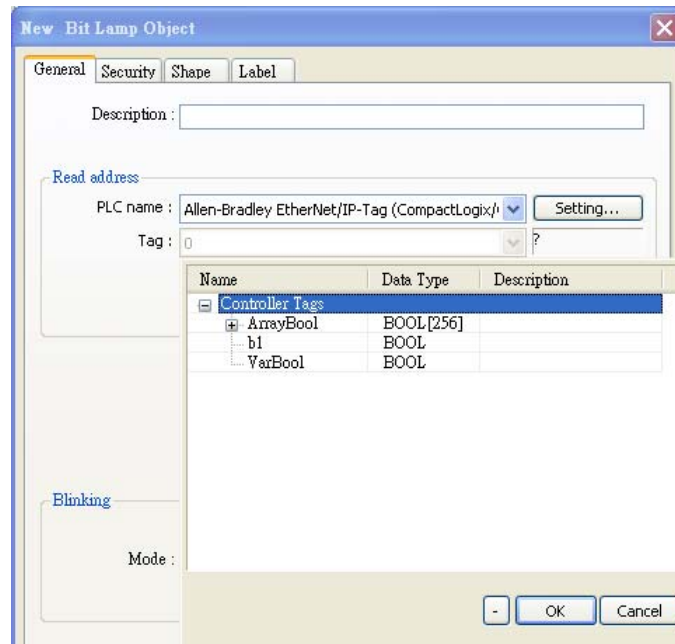 New Bit Lamp Object
General Security Shape Label
Description :
Read address
PLC name : Allen-Bradley EtherNet/IP-Tag (CompactLogix/ Setting...
Tag : 0 ?
Name Data Type Description
Controller Tags
ArrayBool BOOL[256]
b1 BOOL
VarBool BOOL
Blinking
Mode :
- OK Cancel